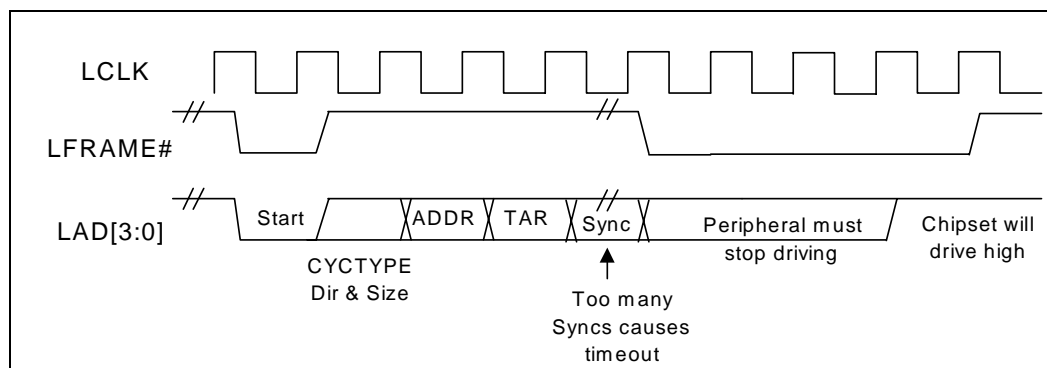 LCLK
LFRAME#
LAD[3:0]
Start
ADDR
TAR
Sync
Peripheral must
stop driving
Chipset will
drive high
CYCTYPE
Dir & Size
Too many
Syncs causes
timeout